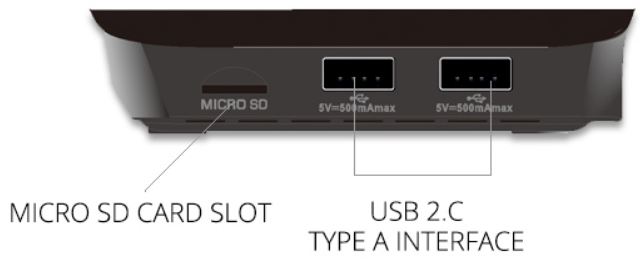 MICRO SD
5V=500mAmax
5V=500mAmax
MICRO SD CARD SLOT
USB 2.C
TYPE A INTERFACE